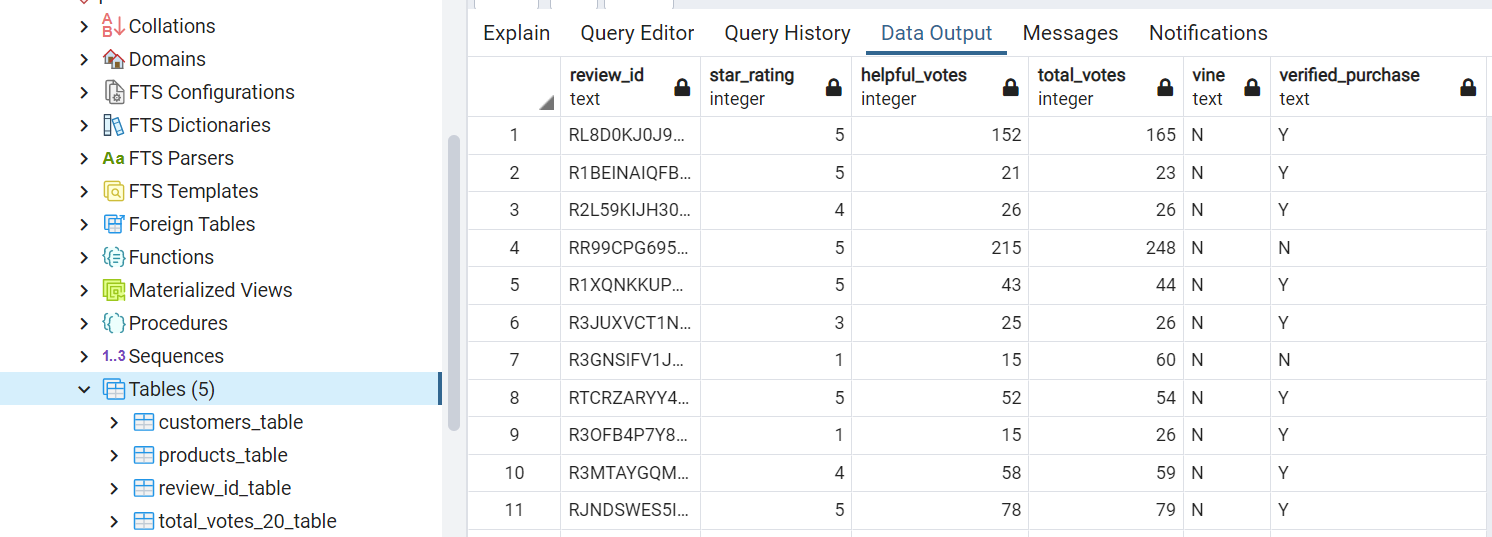 Collations
Domains
FTS Configurations
FTS Dictionaries
Aa FTS Parsers
FTS Templates
Foreign Tables
Functions
Materialized Views
Procedures
1..3 Sequences
Tables (5)
customers_table
products_table
review_id_table
total_votes_20_table
Explain Query Editor Query History Data Output Messages Notifications
review_id star_rating helpful_votes total_votes vine verified_purchase
text integer integer integer text text
1 RL8D0KJ0J9... 5 152 165 N Y
2 R1BEINAIQFB... 5 21 23 N Y
3 R2L59KIJH30... 4 26 26 N Y
4 RR99CPG695... 5 215 248 N N
5 R1XQNKKUP... 5 43 44 N Y
6 R3JUXVCT1N... 3 25 26 N Y
7 R3GNSIFV1J... 1 15 60 N N
8 RTCRZARYY4... 5 52 54 N Y
9 R3OFB4P7Y8... 1 15 26 N Y
10 R3MTAYGQM... 4 58 59 N Y
11 RJNDSWES5I... 5 78 79 N Y